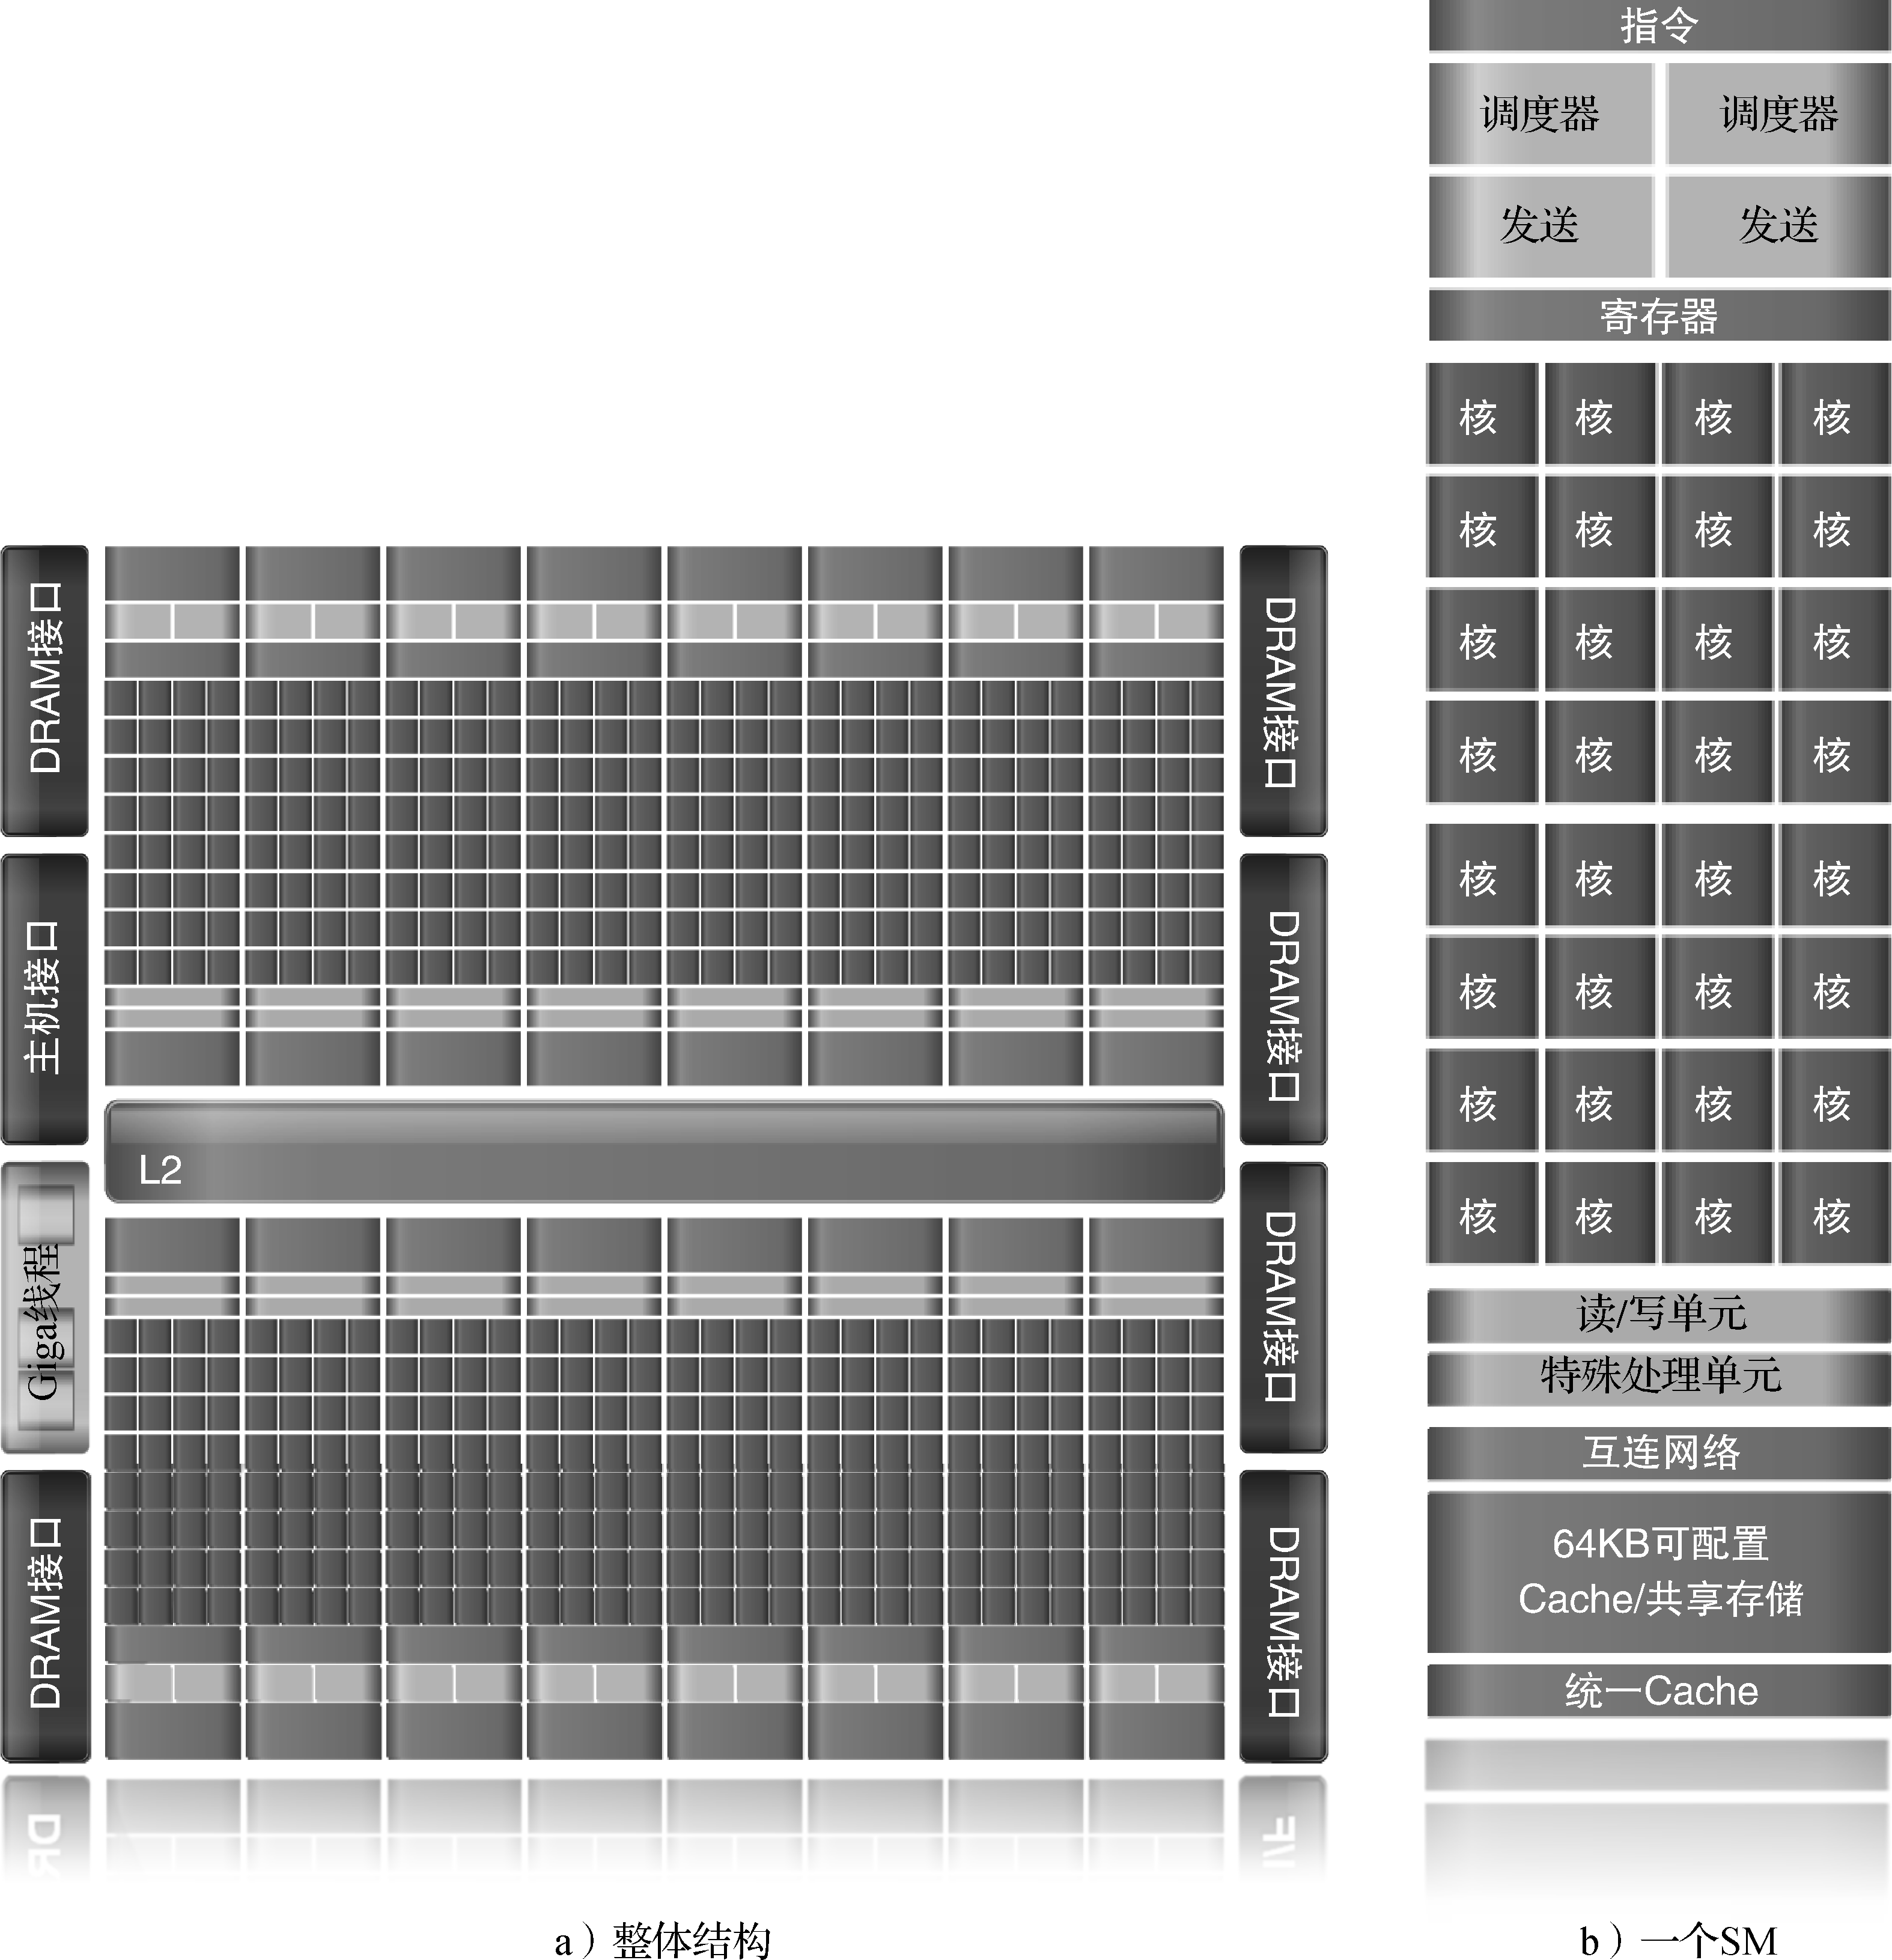 DRAM接口
主机接口
Giga线程
DRAM接口
L2
DRAM接口
DRAM接口
DRAM接口
DRAM接口
a）整体结构
指令
调度器 调度器
发送 发送
寄存器
核 核 核 核
核 核 核 核
核 核 核 核
核 核 核 核
核 核 核 核
核 核 核 核
核 核 核 核
核 核 核 核
读/写单元
特殊处理单元
互连网络
64KB可配置
Cache/共享存储
统一Cache
b）一个SM